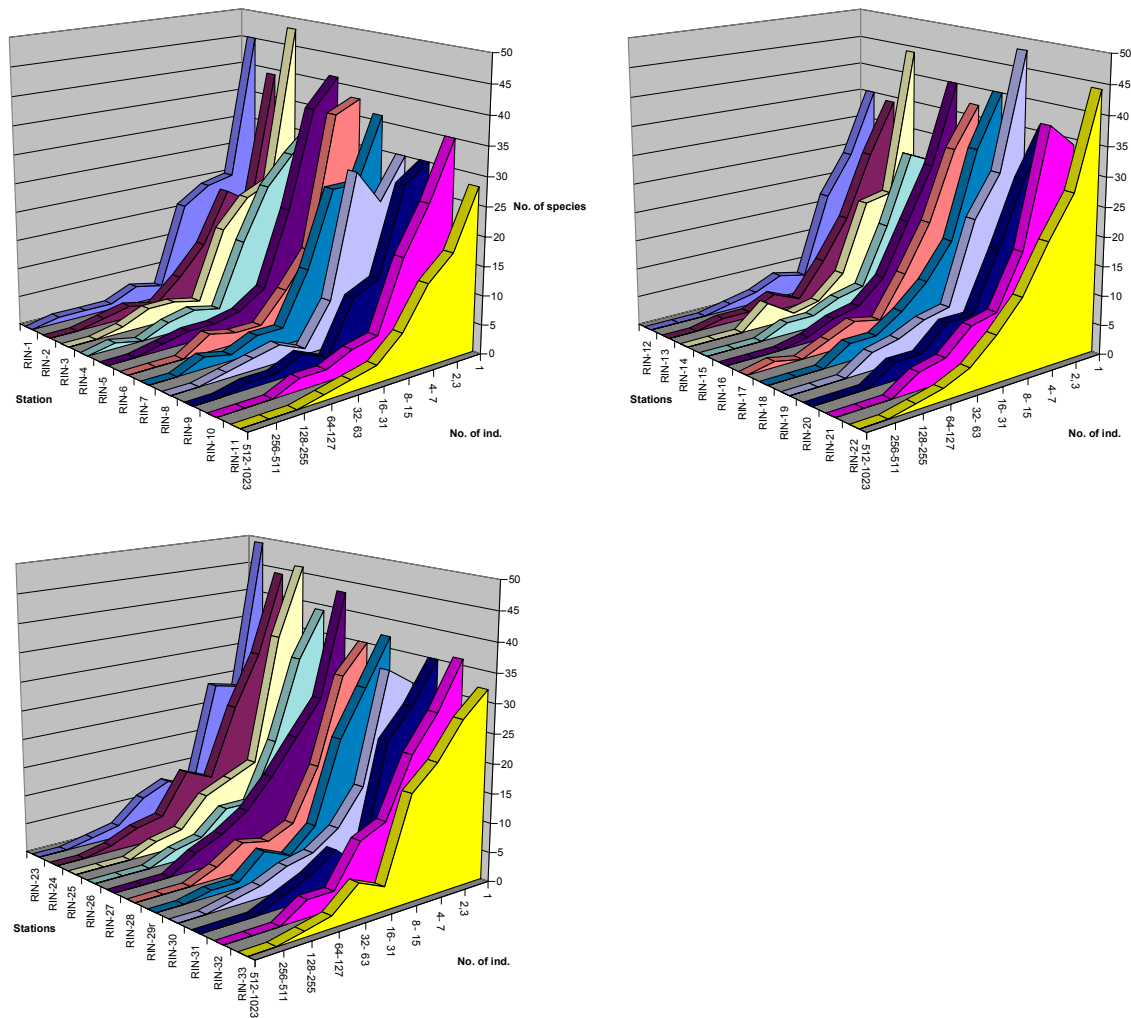 50
45
40
35
30
25
20
15
10
5
0
No. of species
1
2,3
4- 7
8- 15
16- 31
32- 63
64-127
128-255
256-511
512-1023
No. of ind.
RIN-1
RIN-2
RIN-3
RIN-4
RIN-5
RIN-6
RIN-7
RIN-8
RIN-9
RIN-10
RIN-11
Station
50
45
40
35
30
25
20
15
10
5
0
1
2,3
4- 7
8- 15
16- 31
32- 63
64-127
128-255
256-511
512-1023
No. of ind.
RIN-12
RIN-13
RIN-14
RIN-15
RIN-16
RIN-17
RIN-18
RIN-19
RIN-20
RIN-21
RIN-22
Stations
50
45
40
35
30
25
20
15
10
5
0
1
2,3
4- 7
8- 15
16- 31
32- 63
64-127
128-255
256-511
512-1023
No. of ind.
RIN-23
RIN-24
RIN-25
RIN-26
RIN-27
RIN-28
RIN-29r
RIN-30
RIN-31
RIN-32
RIN-33
Stations